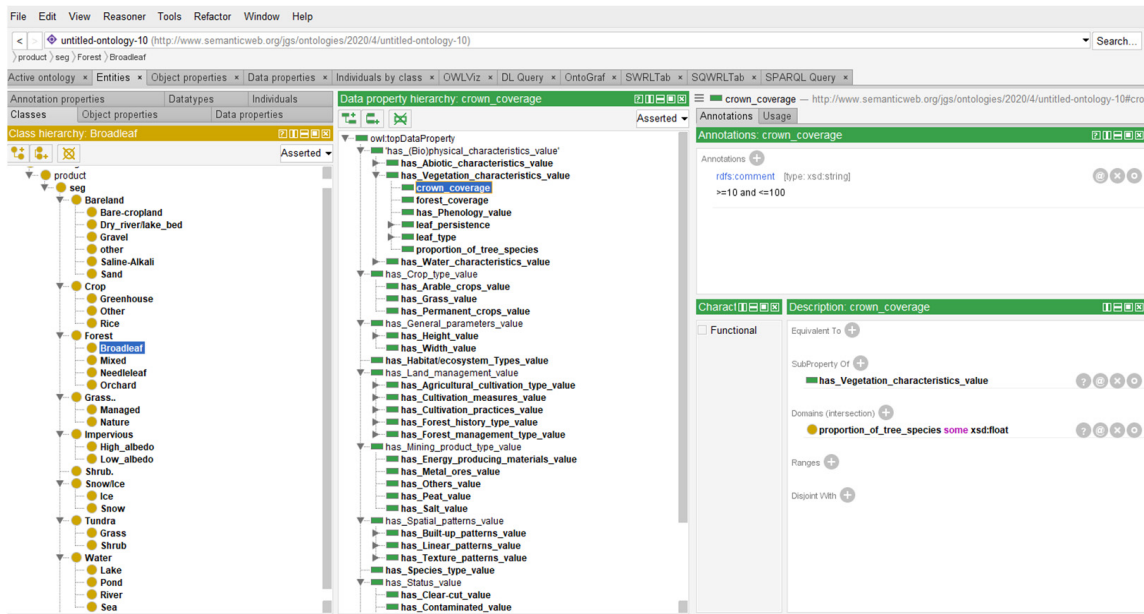 File Edit View Reasoner Tools Refactor Window Help
< > untitled-ontology-10 (http://www.semanticweb.org/jgs/ontologies/2020/4/untitled-ontology-10) Search...
product seg Forest Broadleaf
Active ontology × Entities × Object properties × Data properties × Individuals by class × OWLViz × DL Query × OntoGraf × SWRLTab × SQWRLTab × SPARQL Query ×
Annotation properties Datatypes Individuals
Classes Object properties Data properties
Class hierarchy: Broadleaf
Asserted
product
seg
Bareland
Bare-cropland
Dry_river/lake_bed
Gravel
other
Saline-Alkali
Sand
Crop
Greenhouse
Other
Rice
Forest
Broadleaf
Mixed
Needleleaf
Orchard
Grass..
Managed
Nature
Impervious
High_albedo
Low_albedo
Shrub.
Snow/Ice
Ice
Snow
Tundra
Grass
Shrub
Water
Lake
Pond
River
Sea
Data property hierarchy: crown_coverage
Asserted
owl:topDataProperty
'has_(Bio)physical_characteristics_value'
has_Abiotic_characteristics_value
has_Vegetation_characteristics_value
crown_coverage
forest_coverage
has_Phenology_value
leaf_persistence
leaf_type
proportion_of_tree_species
has_Water_characteristics_value
has_Crop_type_value
has_Arable_crops_value
has_Grass_value
has_Permanent_crops_value
has_General_parameters_value
has_Height_value
has_Width_value
has_Habitat/ecosystem_Types_value
has_Land_management_value
has_Agricultural_cultivation_type_value
has_Cultivation_measures_value
has_Cultivation_practices_value
has_Forest_history_type_value
has_Forest_management_type_value
has_Mining_product_type_value
has_Energy_producing_materials_value
has_Metal_ores_value
has_Others_value
has_Peat_value
has_Salt_value
has_Spatial_patterns_value
has_Built-up_patterns_value
has_Linear_patterns_value
has_Texture_patterns_value
has_Species_type_value
has_Status_value
has_Clear-cut_value
has_Contaminated_value
crown_coverage — http://www.semanticweb.org/jgs/ontologies/2020/4/untitled-ontology-10#cro
Annotations Usage
Annotations: crown_coverage
Annotations
rdfs:comment [type: xsd:string]
>=10 and <=100
Charact
Functional
Description: crown_coverage
Equivalent To
SubProperty Of
has_Vegetation_characteristics_value
Domains (intersection)
proportion_of_tree_species some xsd:float
Ranges
Disjoint With